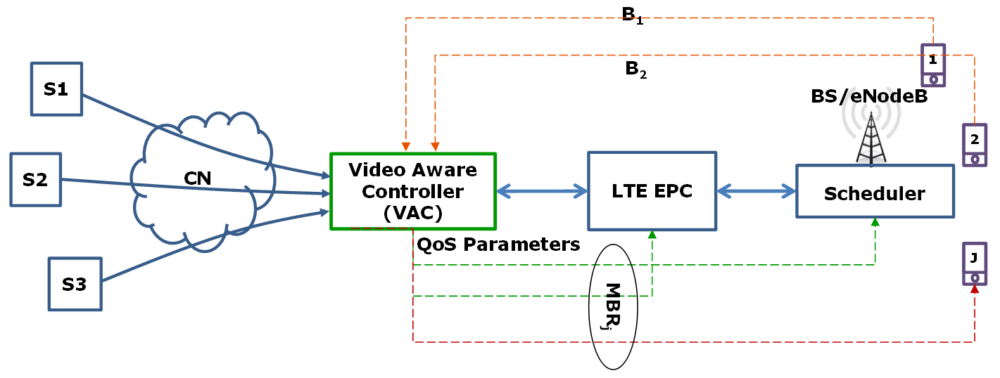 B1
B2
1
BS/eNodeB
S1
2
S2
CN
Video Aware
Controller
(VAC)
LTE EPC
Scheduler
QoS Parameters
J
S3
MBRj